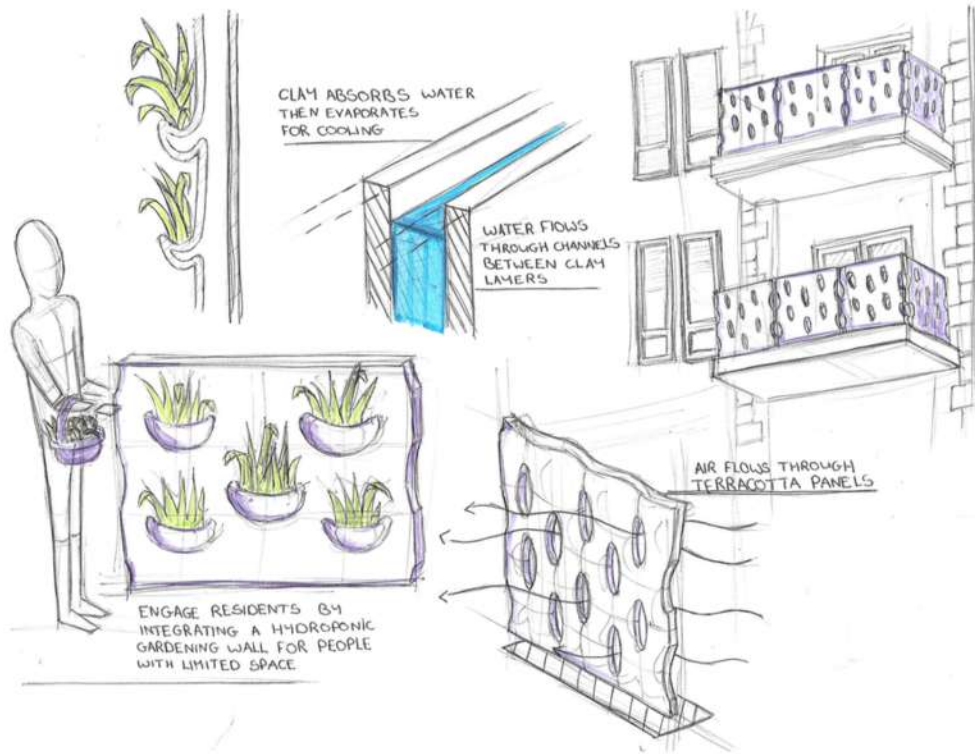 CLAY ABSORBS WATER
THEN EVAPORATES
FOR COOLING
WATER FLOWS
THROUGH CHANNELS
BETWEEN CLAY
LAYERS
AIR FLOWS THROUGH
TERRACOTTA PANELS
ENGAGE RESIDENTS BY
INTEGRATING A HYDROPONIC
GARDENING WALL FOR PEOPLE
WITH LIMITED SPACE